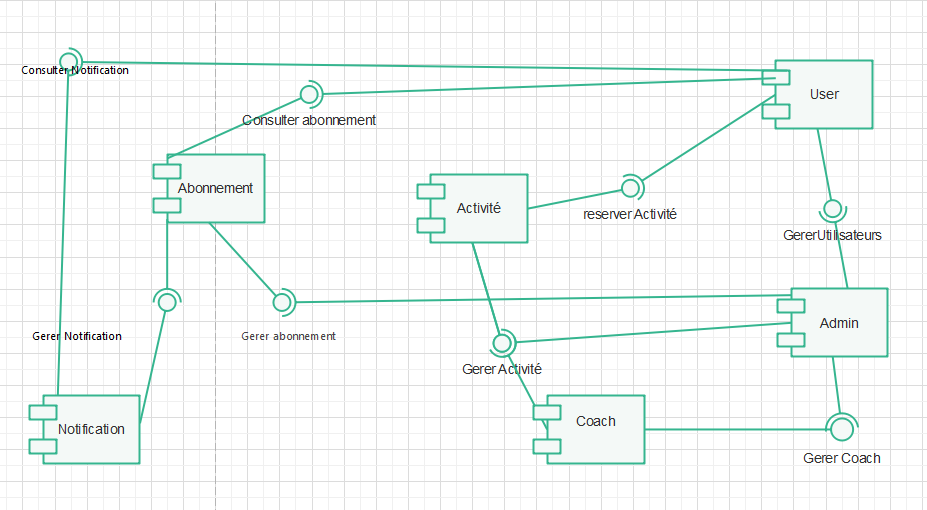 Consulter Notification
User
Consulter abonnement
Abonnement
Activité
reserver Activité
GererUtilisateurs
Gerer Notification
Gerer abonnement
Admin
Gerer Activité
Notification
Coach
Gerer Coach